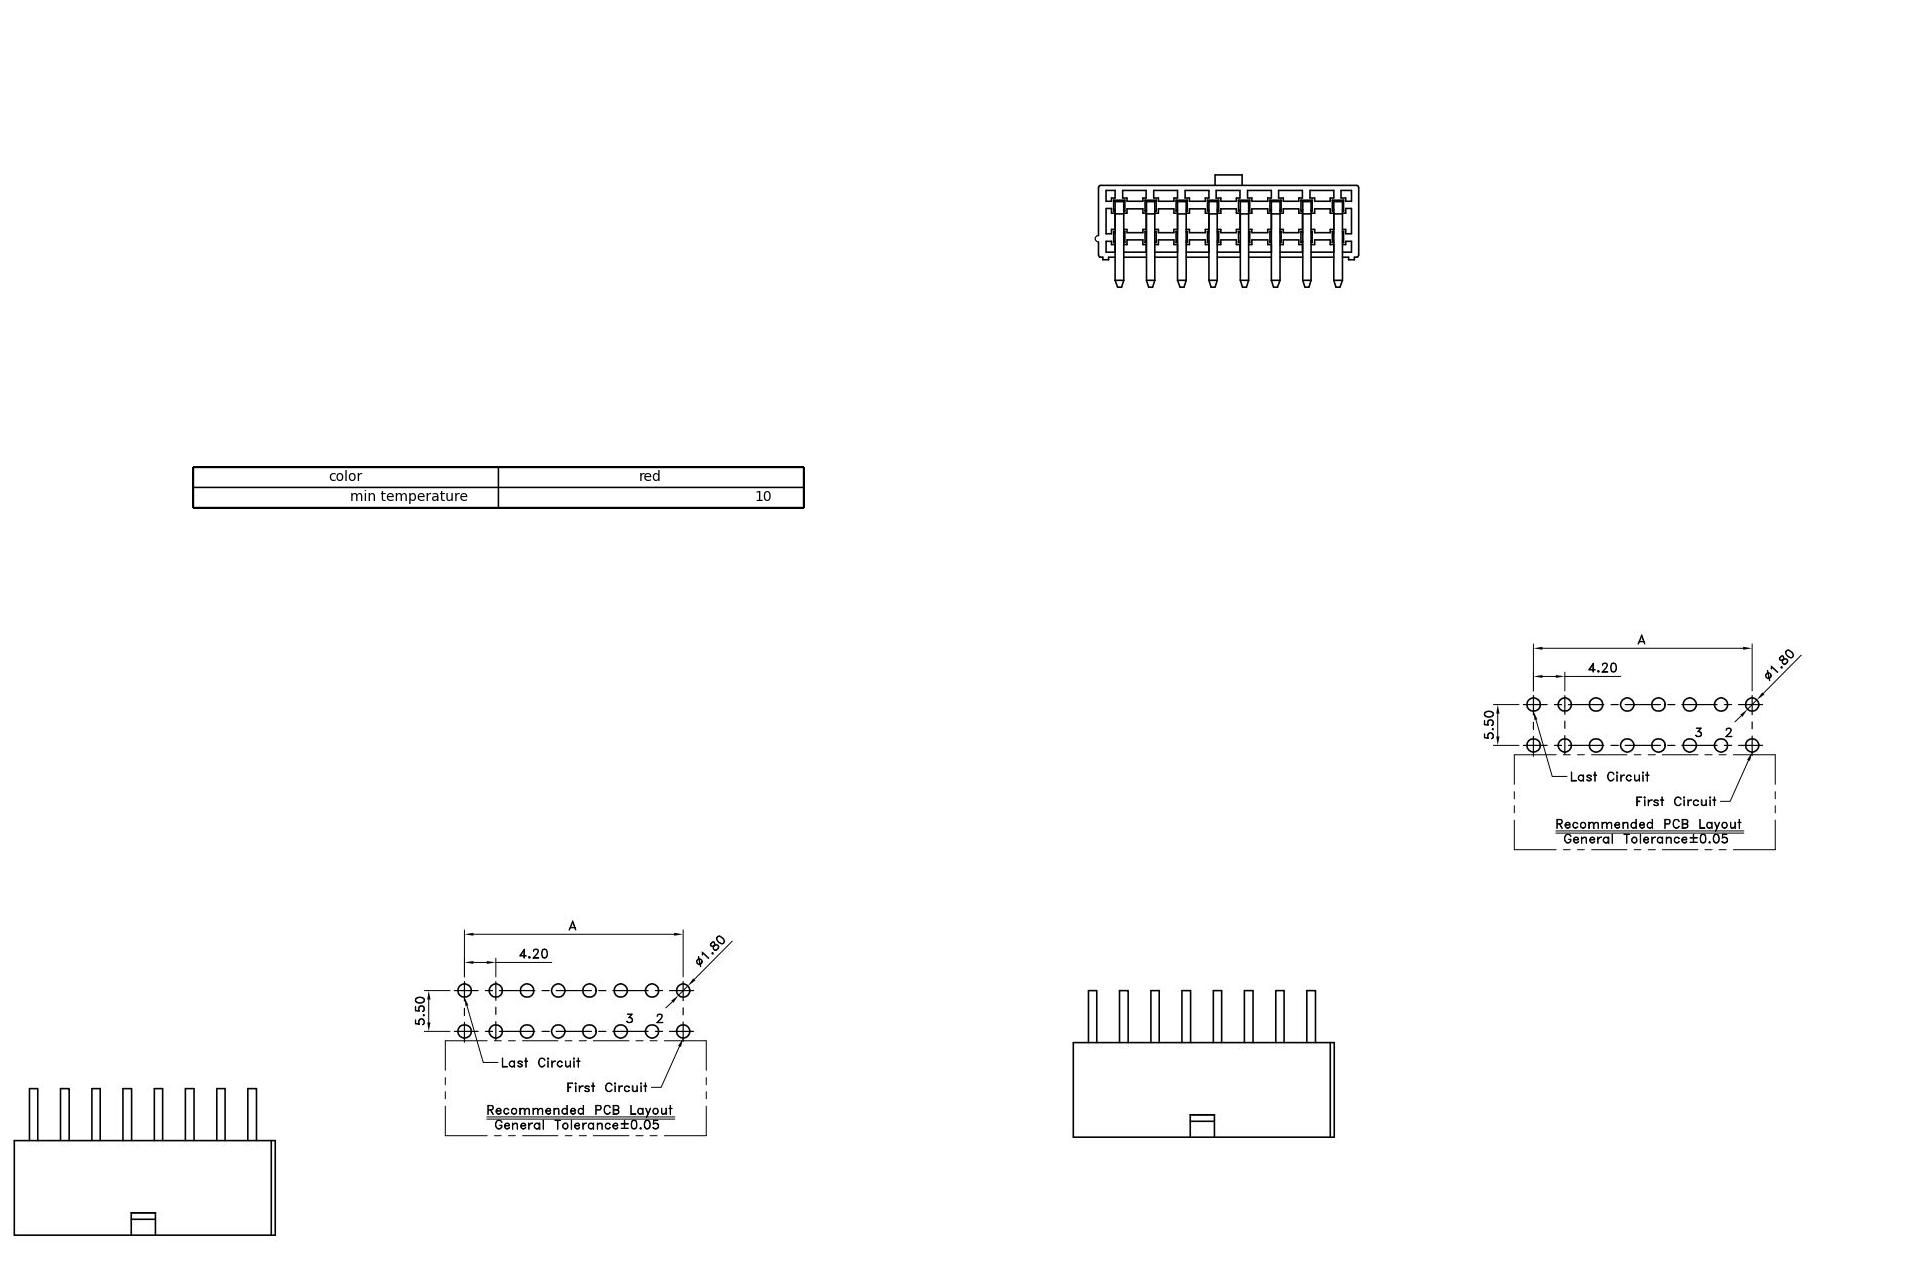 color red
min temperature 10
A
4.20
ø1.80
5.50
3 2
Last Circuit
First Circuit
Recommended PCB Layout
General Tolerance±0.05
A
4.20
ø1.80
5.50
3 2
Last Circuit
First Circuit
Recommended PCB Layout
General Tolerance±0.05